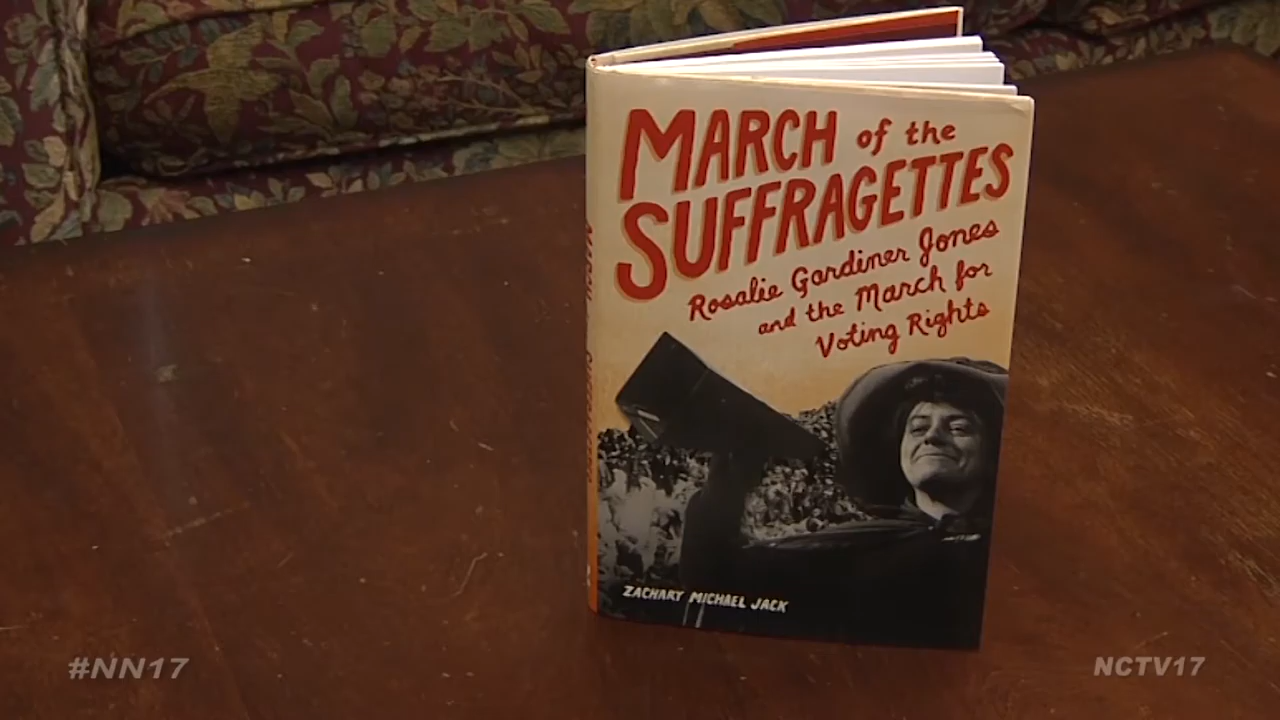 MARCH of the
SUFFRAGETTES
Rosalie Gardiner Jones
and the March for
Voting Rights
ZACHARY MICHAEL JACK
#NN17
NCTV17